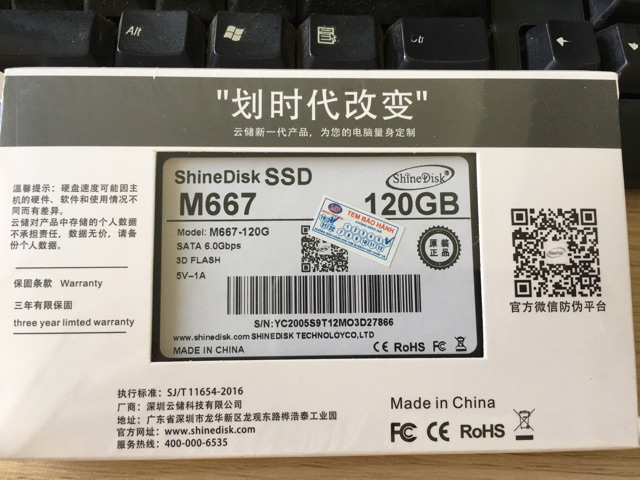 Alt
Ctr
"划时代改变"
云储新一代产品，为您的电脑量身定制
温馨提示：硬盘速度可能因主
机的硬件、软件和使用情况不
同而有差异。
云储对产品中存储的个人数据
不承担责任，数据无价，请备
份个人数据。
保固条款 Warranty
三年有限保固
three year limted warranty
ShineDisk SSD
ShineDisk®
M667
120GB
TEM BẢO HÀNH
Model: M667-120G
SATA 6.0Gbps
3D FLASH
5V⎓1A
原装
正品
S/N:YC2005S9T12MO3D27866
www.shinedisk.com SHINEDISK TECHNOLOYCO,LTD
MADE IN CHINA
CE RoHS FC
ShineDisk
官方微信防伪平台
执行标准：SJ/T 11654-2016
厂商：深圳云储科技有限公司
地址：广东省深圳市龙华新区龙观东路桦浩泰工业园
官方网址：www.shinedisk.com
服务热线：400-000-6535
Made in China
FC CE RoHS